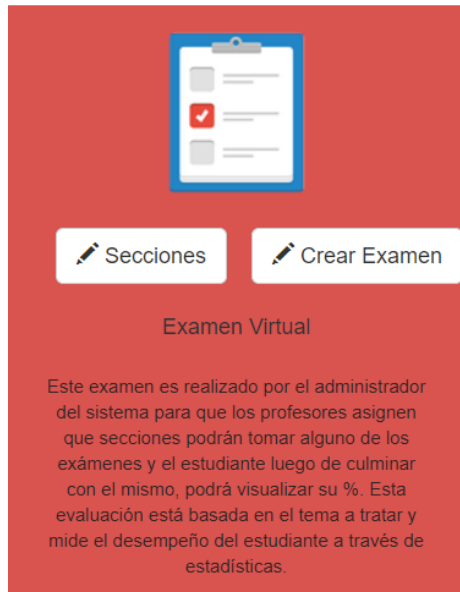 Secciones
Crear Examen
Examen Virtual
Este examen es realizado por el administrador
del sistema para que los profesores asignen
que secciones podrán tomar alguno de los
exámenes y el estudiante luego de culminar
con el mismo, podrá visualizar su %. Esta
evaluación está basada en el tema a tratar y
mide el desempeño del estudiante a través de
estadísticas.